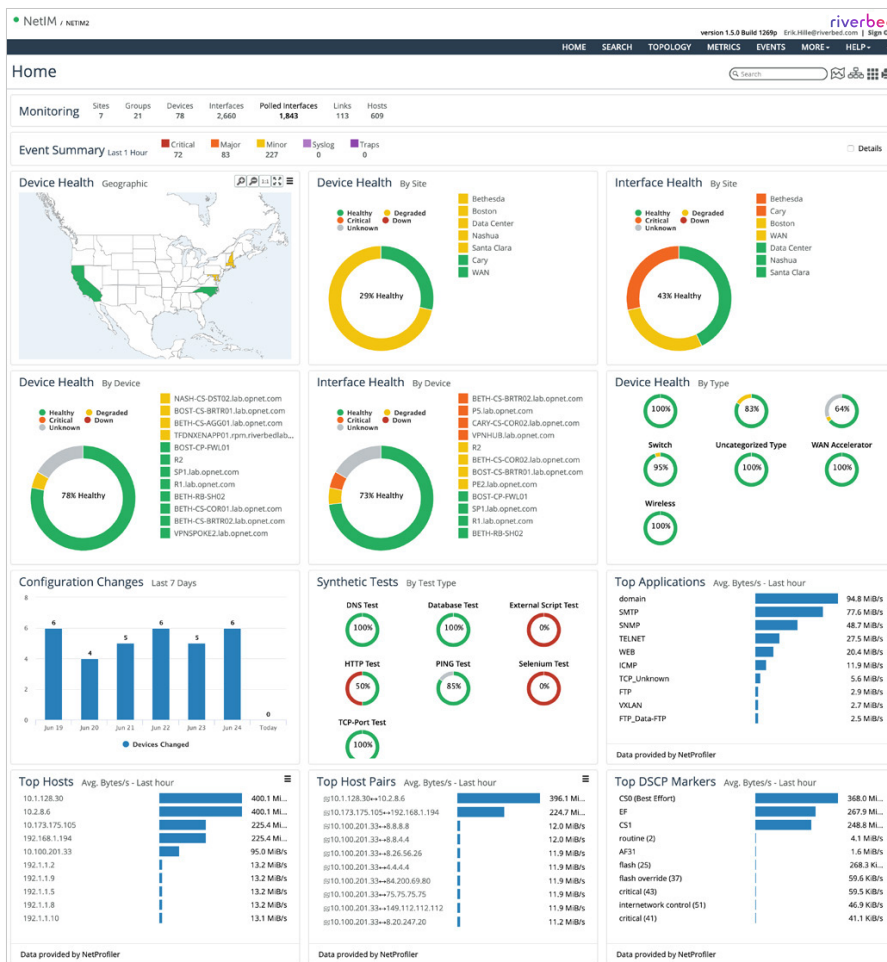 NetIM / NETIM2
riverbed
version 1.5.0 Build 1269p Erik.Hille@riverbed.com | Sign O
HOME SEARCH TOPOLOGY METRICS EVENTS MORE HELP
Home
Search
Monitoring
Sites Groups Devices Interfaces Polled Interfaces Links Hosts
7 21 78 2,660 1,843 113 609
Event Summary Last 1 Hour
Critical Major Minor Syslog Traps
72 83 227 0 0
Details
Device Health Geographic
1:1
Device Health By Site
Healthy Degraded
Critical Down
Unknown
29% Healthy
Bethesda
Boston
Data Center
Nashua
Santa Clara
Cary
WAN
Interface Health By Site
Healthy Degraded
Critical Down
Unknown
43% Healthy
Bethesda
Cary
Boston
WAN
Data Center
Nashua
Santa Clara
Device Health By Device
Healthy Degraded
Critical Down
Unknown
78% Healthy
NASH-CS-DST02.lab.opnet.com
BOST-CS-BRTR01.lab.opnet.com
BETH-CS-AGG01.lab.opnet.com
TFDNXENAPP01.rpm.riverbedlab...
BOST-CP-FWL01
R2
SP1.lab.opnet.com
R1.lab.opnet.com
BETH-RB-SH02
BETH-CS-COR01.lab.opnet.com
BETH-CS-BRTR02.lab.opnet.com
VPNSPOKE2.lab.opnet.com
Interface Health By Device
Healthy Degraded
Critical Down
Unknown
73% Healthy
BETH-CS-BRTR02.lab.opnet.com
P5.lab.opnet.com
CARY-CS-COR02.lab.opnet.com
VPNHUB.lab.opnet.com
R2
BETH-CS-COR02.lab.opnet.com
BOST-CS-BRTR01.lab.opnet.com
PE2.lab.opnet.com
BOST-CP-FWL01
SP1.lab.opnet.com
R1.lab.opnet.com
BETH-RB-SH02
Device Health By Type
100% 83% 64%
Switch Uncategorized Type WAN Accelerator
95% 100% 100%
Wireless
100%
Configuration Changes Last 7 Days
8
6
4
2
0
6 4 5 6 5 6 0
Jun 19 Jun 20 Jun 21 Jun 22 Jun 23 Jun 24 Today
Devices Changed
Synthetic Tests By Test Type
DNS Test Database Test External Script Test
100% 100% 0%
HTTP Test PING Test Selenium Test
50% 85% 0%
TCP-Port Test
100%
Top Applications Avg. Bytes/s - Last hour
domain 94.8 MiB/s
SMTP 77.6 MiB/s
SNMP 48.7 MiB/s
TELNET 27.5 MiB/s
WEB 20.4 MiB/s
ICMP 11.9 MiB/s
TCP_Unknown 5.6 MiB/s
FTP 2.9 MiB/s
VXLAN 2.7 MiB/s
FTP_Data-FTP 2.5 MiB/s
Data provided by NetProfiler
Top Hosts Avg. Bytes/s - Last hour
10.1.128.30 400.1 Mi...
10.2.8.6 400.1 Mi...
10.173.175.105 225.4 Mi...
192.168.1.194 225.4 Mi...
10.100.201.33 95.0 MiB/s
192.1.1.2 13.2 MiB/s
192.1.1.9 13.2 MiB/s
192.1.1.5 13.2 MiB/s
192.1.1.8 13.2 MiB/s
192.1.1.10 13.1 MiB/s
Data provided by NetProfiler
Top Host Pairs Avg. Bytes/s - Last hour
10.1.128.30↔10.2.8.6 396.1 Mi...
10.173.175.105↔192.168.1.194 224.7 Mi...
10.100.201.33↔8.8.8.8 12.0 MiB/s
10.100.201.33↔8.8.4.4 12.0 MiB/s
10.100.201.33↔8.26.56.26 11.9 MiB/s
10.100.201.33↔4.4.4.4 11.9 MiB/s
10.100.201.33↔84.200.69.80 11.9 MiB/s
10.100.201.33↔75.75.75.75 11.9 MiB/s
10.100.201.33↔149.112.112.112 11.9 MiB/s
10.100.201.33↔8.20.247.20 11.2 MiB/s
Data provided by NetProfiler
Top DSCP Markers Avg. Bytes/s - Last hour
CS0 (Best Effort) 368.0 Mi...
EF 267.9 Mi...
CS1 248.8 Mi...
routine (2) 4.1 MiB/s
AF31 1.6 MiB/s
flash (25) 268.3 Ki...
flash override (37) 59.6 KiB/s
critical (43) 59.5 KiB/s
internetwork control (51) 46.9 KiB/s
critical (41) 41.1 KiB/s
Data provided by NetProfiler